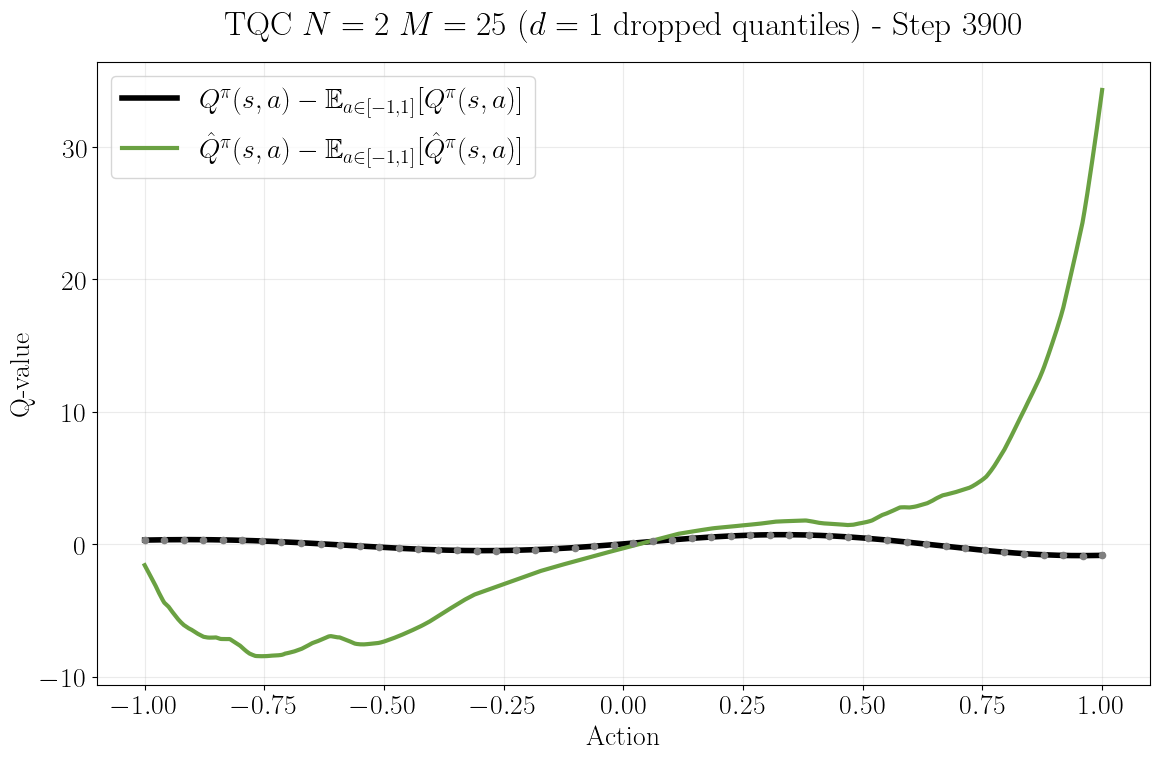 TQC N = 2 M = 25 (d = 1 dropped quantiles) - Step 3900
Q^π(s, a) − 𝔼_{a∈[−1,1]}[Q^π(s, a)]
Q̂^π(s, a) − 𝔼_{a∈[−1,1]}[Q̂^π(s, a)]
Q-value
30
20
10
0
−10
−1.00 −0.75 −0.50 −0.25 0.00 0.25 0.50 0.75 1.00
Action